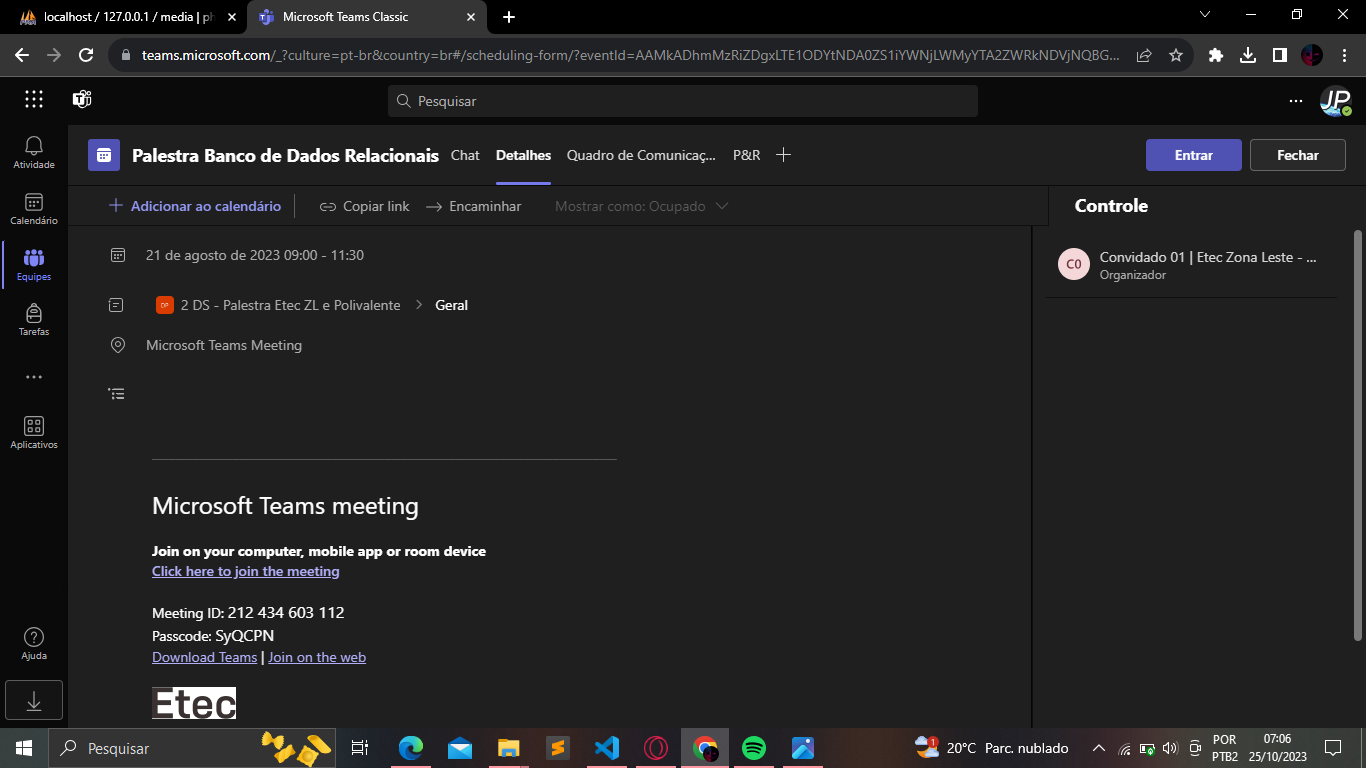 localhost / 127.0.0.1 / media | ph
Microsoft Teams Classic
teams.microsoft.com/_?culture=pt-br&country=br#/scheduling-form/?eventId=AAMkADhmMzRiZDgxLTE1ODYtNDA0ZS1iYWNjLWMyYTA2ZWRkNDVjNQBG...
Pesquisar
JP
Atividade
Calendário
Equipes
Tarefas
Aplicativos
Ajuda
Palestra Banco de Dados Relacionais
Chat
Detalhes
Quadro de Comunicaç...
P&R
Entrar
Fechar
Adicionar ao calendário
Copiar link
Encaminhar
Mostrar como: Ocupado
Controle
21 de agosto de 2023 09:00 - 11:30
C0
Convidado 01 | Etec Zona Leste - ...
Organizador
DP
2 DS - Palestra Etec ZL e Polivalente
Geral
Microsoft Teams Meeting
Microsoft Teams meeting
Join on your computer, mobile app or room device
Click here to join the meeting
Meeting ID: 212 434 603 112
Passcode: SyQCPN
Download Teams | Join on the web
Etec
Pesquisar
1
20°C Parc. nublado
POR
PTB2
07:06
25/10/2023